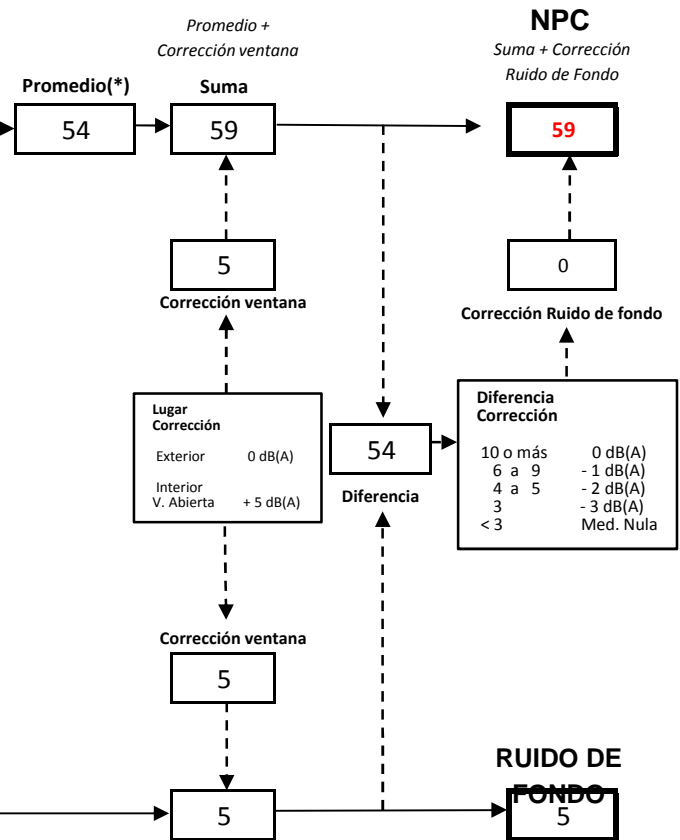 Promedio +
Corrección ventana
NPC
Suma + Corrección
Ruido de Fondo
Promedio(*)
Suma
54
59
59
5
0
Corrección ventana
Corrección Ruido de fondo
Lugar
Corrección
Exterior 0 dB(A)
Interior
V. Abierta + 5 dB(A)
54
Diferencia
Diferencia
Corrección
10 o más 0 dB(A)
6 a 9 - 1 dB(A)
4 a 5 - 2 dB(A)
3 - 3 dB(A)
< 3 Med. Nula
Corrección ventana
5
RUIDO DE
FONDO
5
5